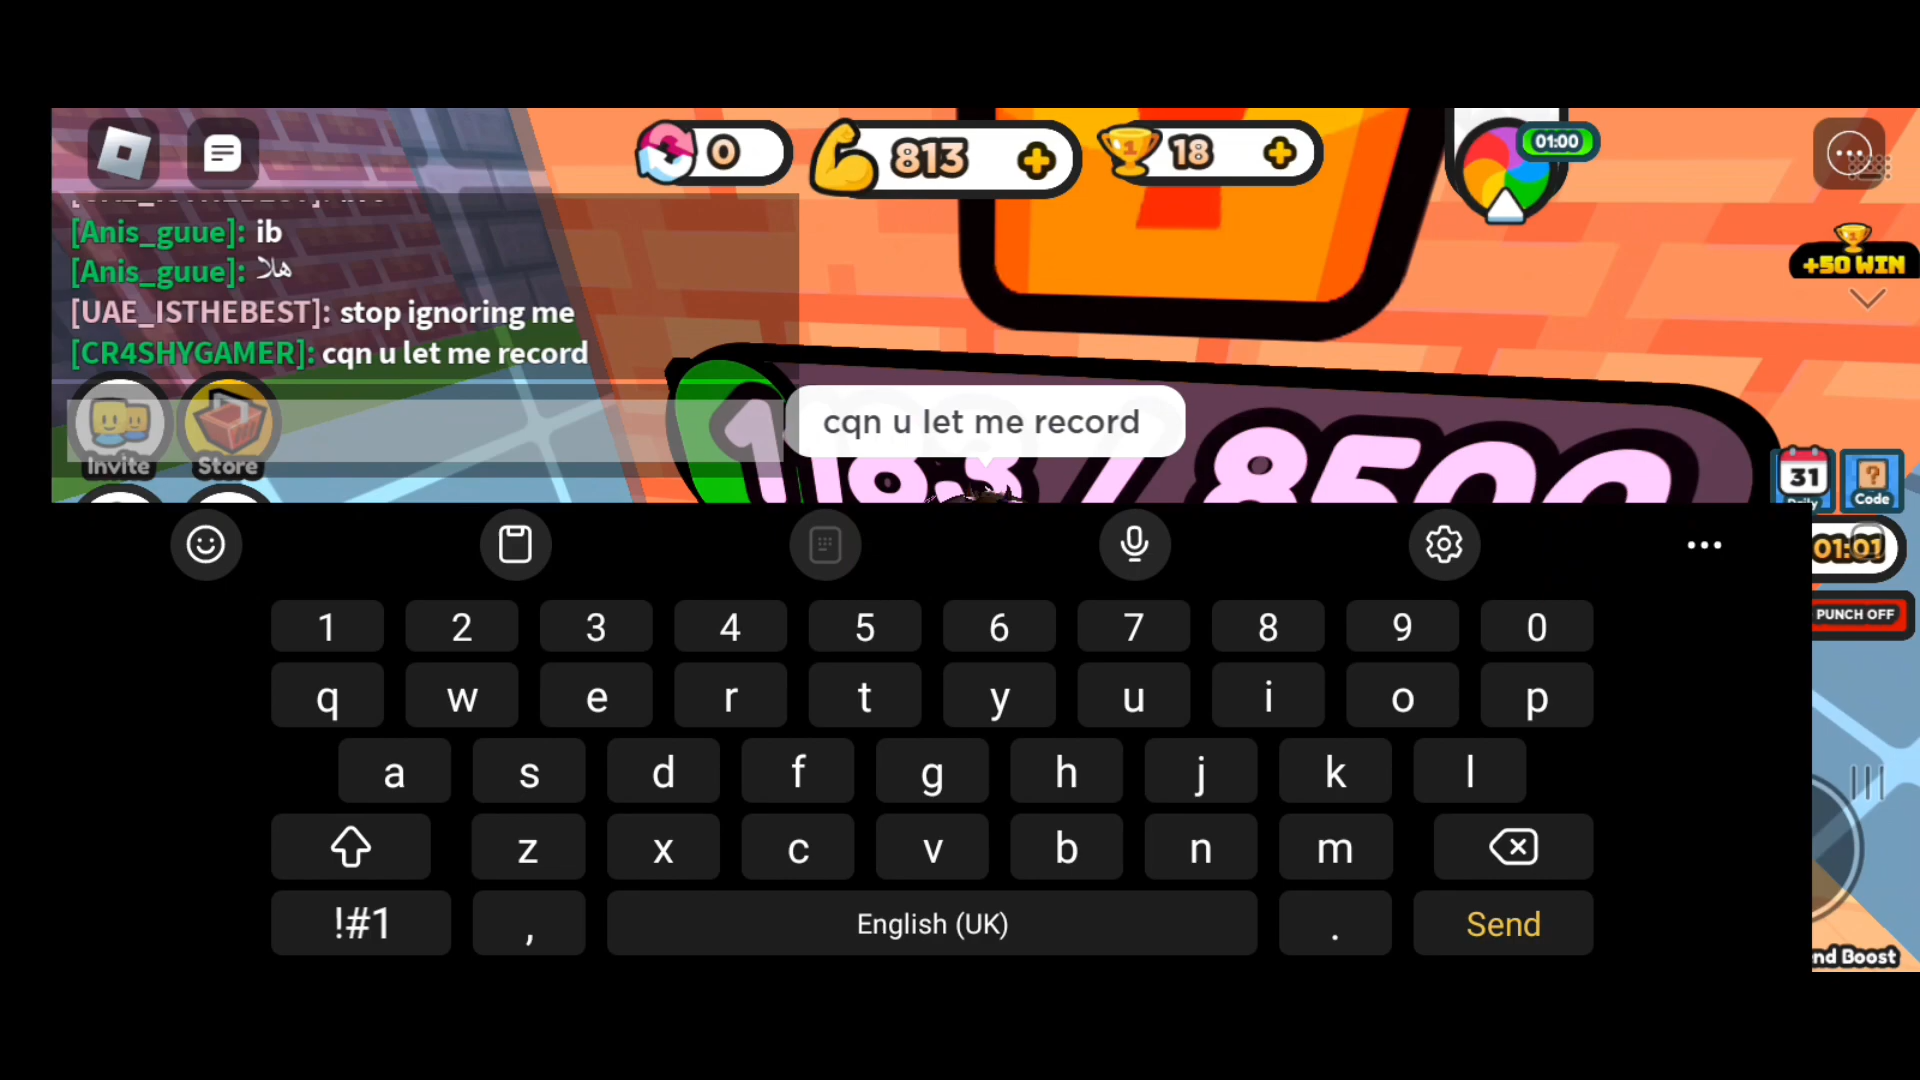 0
813
18
01:00
[Anis_guue]: ib
[Anis_guue]: هلا
[UAE_ISTHEBEST]: stop ignoring me
[CR4SHYGAMER]: cqn u let me record
+50 WIN
cqn u let me record
/ 8500
Invite
Store
31
Code
01:01
PUNCH OFF
1 2 3 4 5 6 7 8 9 0
q w e r t y u i o p
a s d f g h j k l
z x c v b n m
!#1 , English (UK) . Send
nd Boost